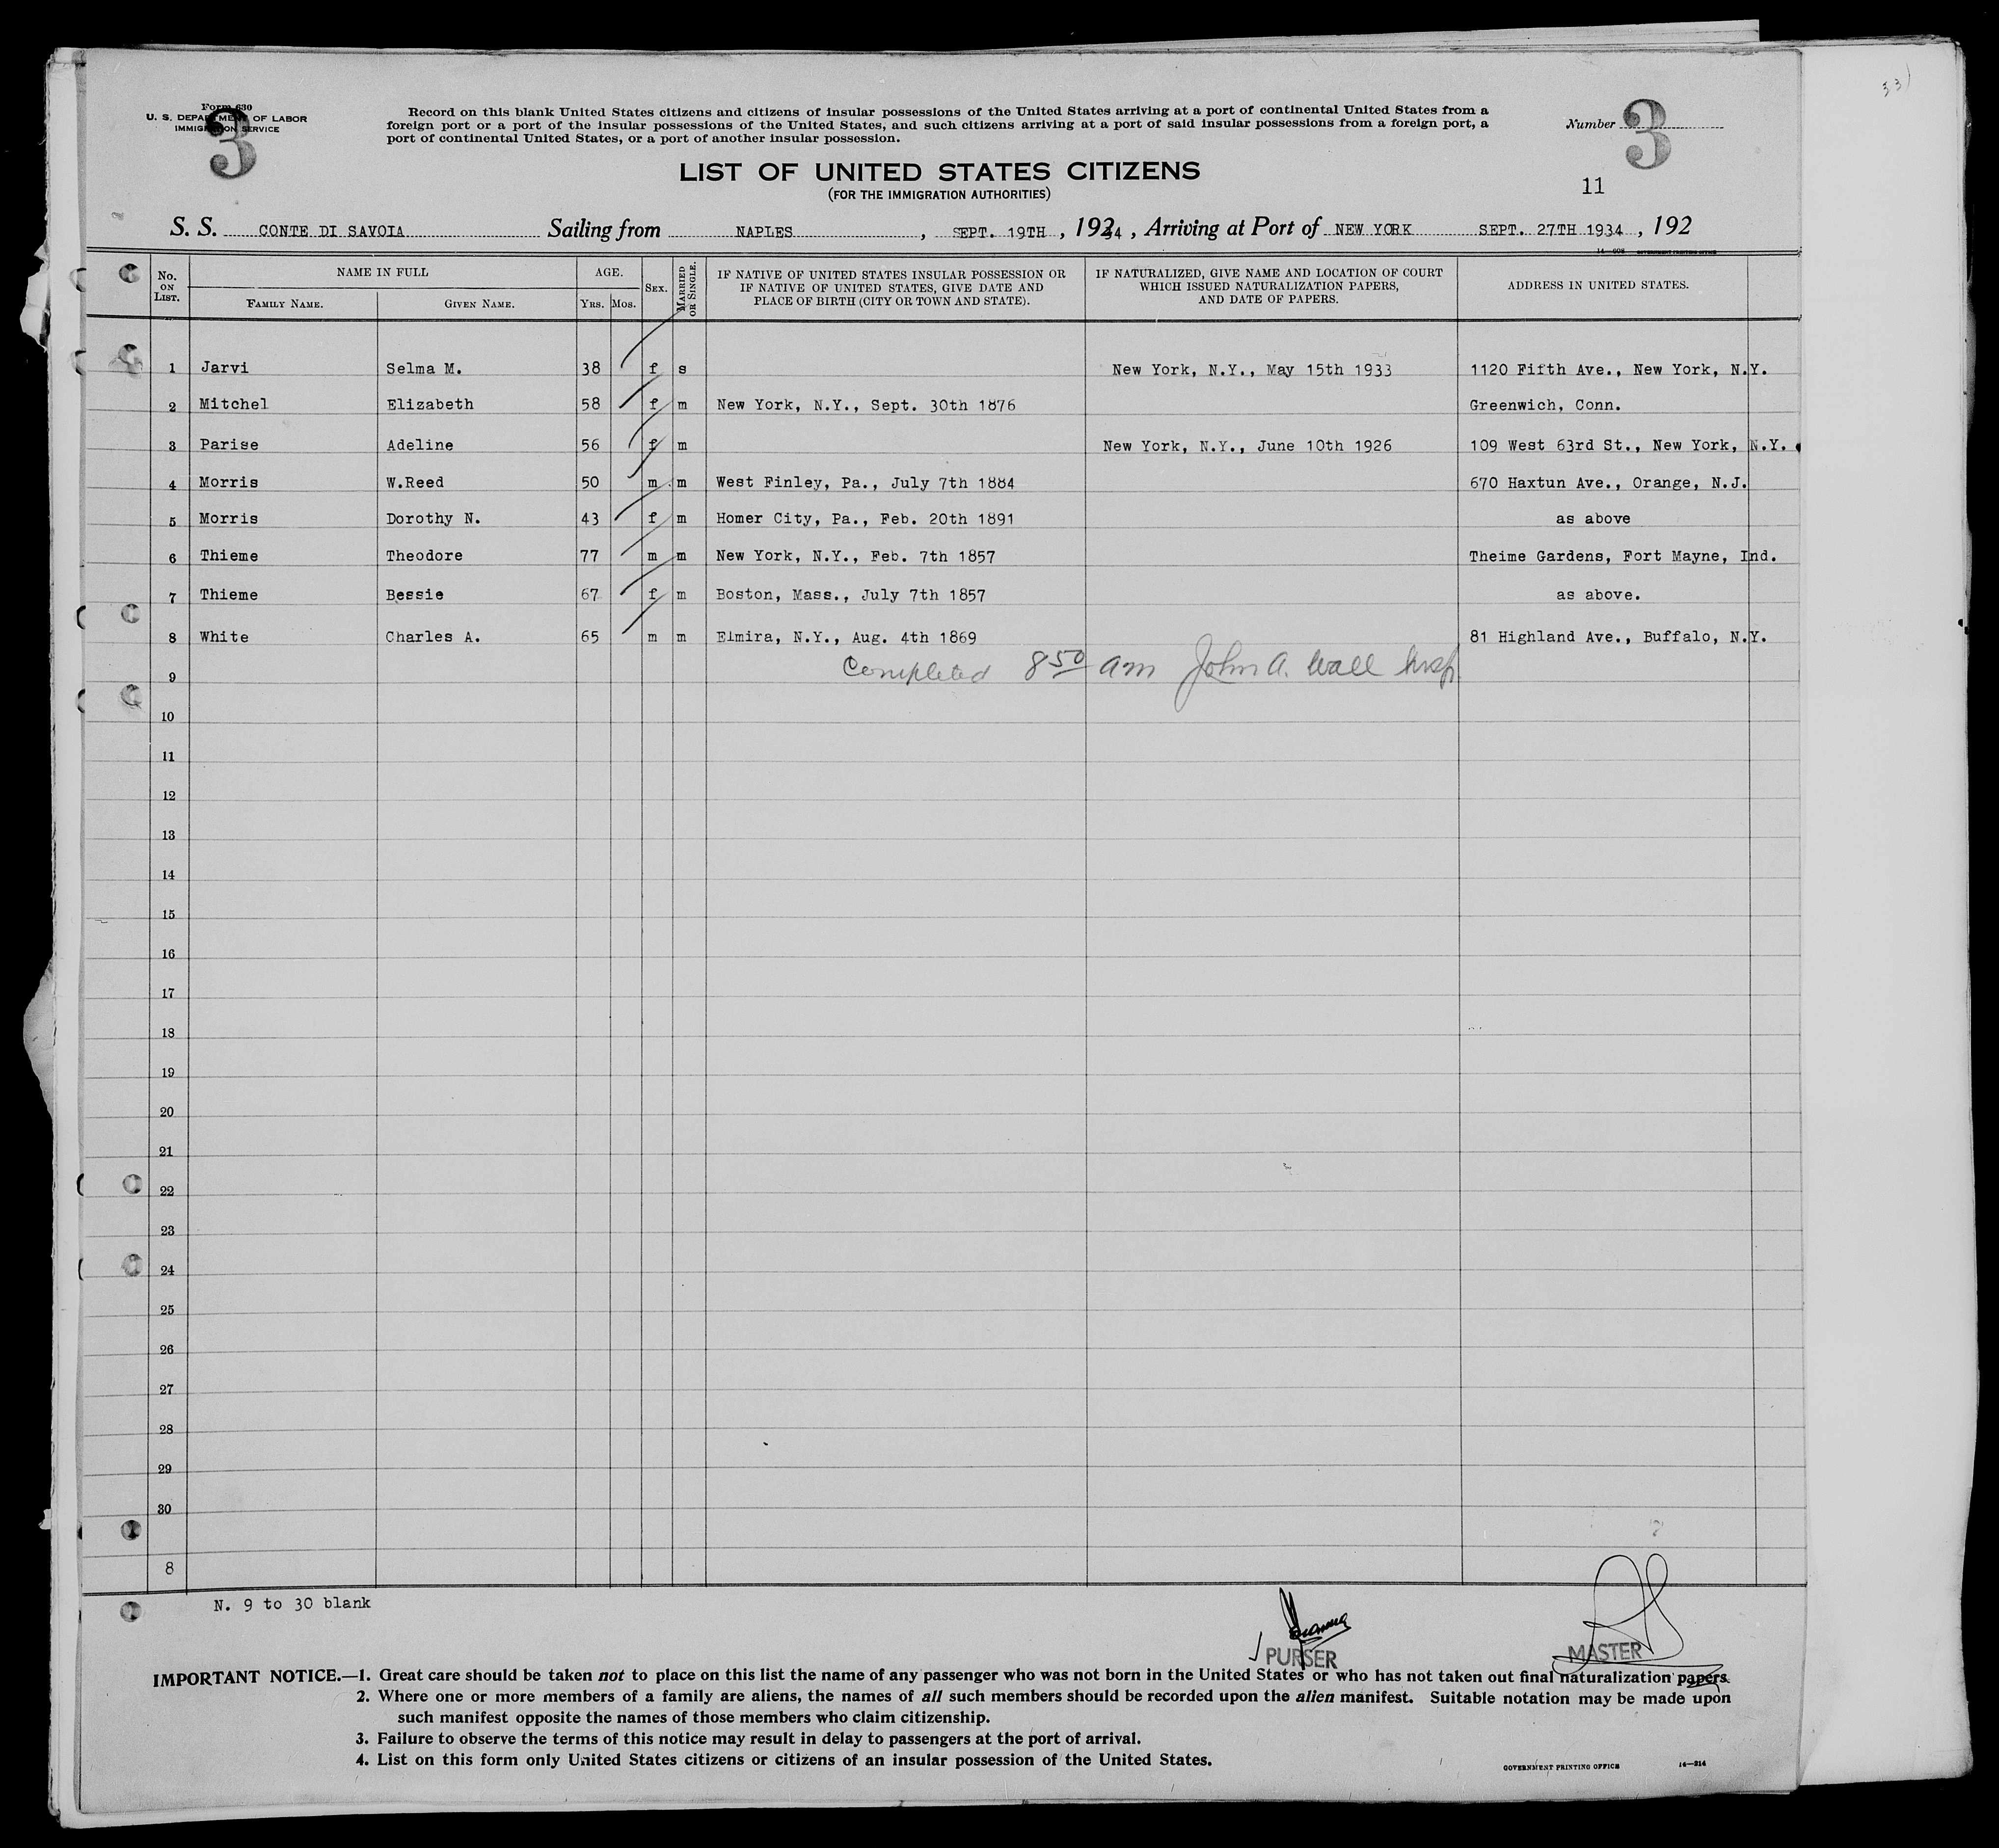 Form 630
U. S. DEPARTMENT OF LABOR
IMMIGRATION SERVICE
3
Record on this blank United States citizens and citizens of insular possessions of the United States arriving at a port of continental United States from a
foreign port or a port of the insular possessions of the United States, and such citizens arriving at a port of said insular possessions from a foreign port, a
port of continental United States, or a port of another insular possession.
Number 3
33)
LIST OF UNITED STATES CITIZENS
(FOR THE IMMIGRATION AUTHORITIES)
11
S. S. CONTE DI SAVOIA Sailing from NAPLES , SEPT. 19TH , 1934 , Arriving at Port of NEW YORK SEPT. 27TH 1934 , 192
14—608 GOVERNMENT PRINTING OFFICE
No. ON LIST. NAME IN FULL AGE. SEX. MARRIED OR SINGLE. IF NATIVE OF UNITED STATES INSULAR POSSESSION OR IF NATIVE OF UNITED STATES, GIVE DATE AND PLACE OF BIRTH (CITY OR TOWN AND STATE). IF NATURALIZED, GIVE NAME AND LOCATION OF COURT WHICH ISSUED NATURALIZATION PAPERS, AND DATE OF PAPERS. ADDRESS IN UNITED STATES.
FAMILY NAME. GIVEN NAME. YRS. MOS.
1 Jarvi Selma M. 38 f s New York, N.Y., May 15th 1933 1120 Fifth Ave., New York, N.Y.
2 Mitchel Elizabeth 58 f m New York, N.Y., Sept. 30th 1876 Greenwich, Conn.
3 Parise Adeline 56 f m New York, N.Y., June 10th 1926 109 West 63rd St., New York, N.Y.
4 Morris W.Reed 50 m m West Finley, Pa., July 7th 1884 670 Haxtun Ave., Orange, N.J.
5 Morris Dorothy N. 43 f m Homer City, Pa., Feb. 20th 1891 as above
6 Thieme Theodore 77 m m New York, N.Y., Feb. 7th 1857 Theime Gardens, Fort Mayne, Ind.
7 Thieme Bessie 67 f m Boston, Mass., July 7th 1857 as above.
8 White Charles A. 65 m m Elmira, N.Y., Aug. 4th 1869 81 Highland Ave., Buffalo, N.Y.
9 Completed 8 50 am John A. Wall Insp
10
11
12
13
14
15
16
17
18
19
20
21
22
23
24
25
26
27
28
29
30
8
N. 9 to 30 blank
PURSER
MASTER
IMPORTANT NOTICE.—1. Great care should be taken not to place on this list the name of any passenger who was not born in the United States or who has not taken out final naturalization papers.
2. Where one or more members of a family are aliens, the names of all such members should be recorded upon the alien manifest. Suitable notation may be made upon
such manifest opposite the names of those members who claim citizenship.
3. Failure to observe the terms of this notice may result in delay to passengers at the port of arrival.
4. List on this form only United States citizens or citizens of an insular possession of the United States.
GOVERNMENT PRINTING OFFICE 14—214